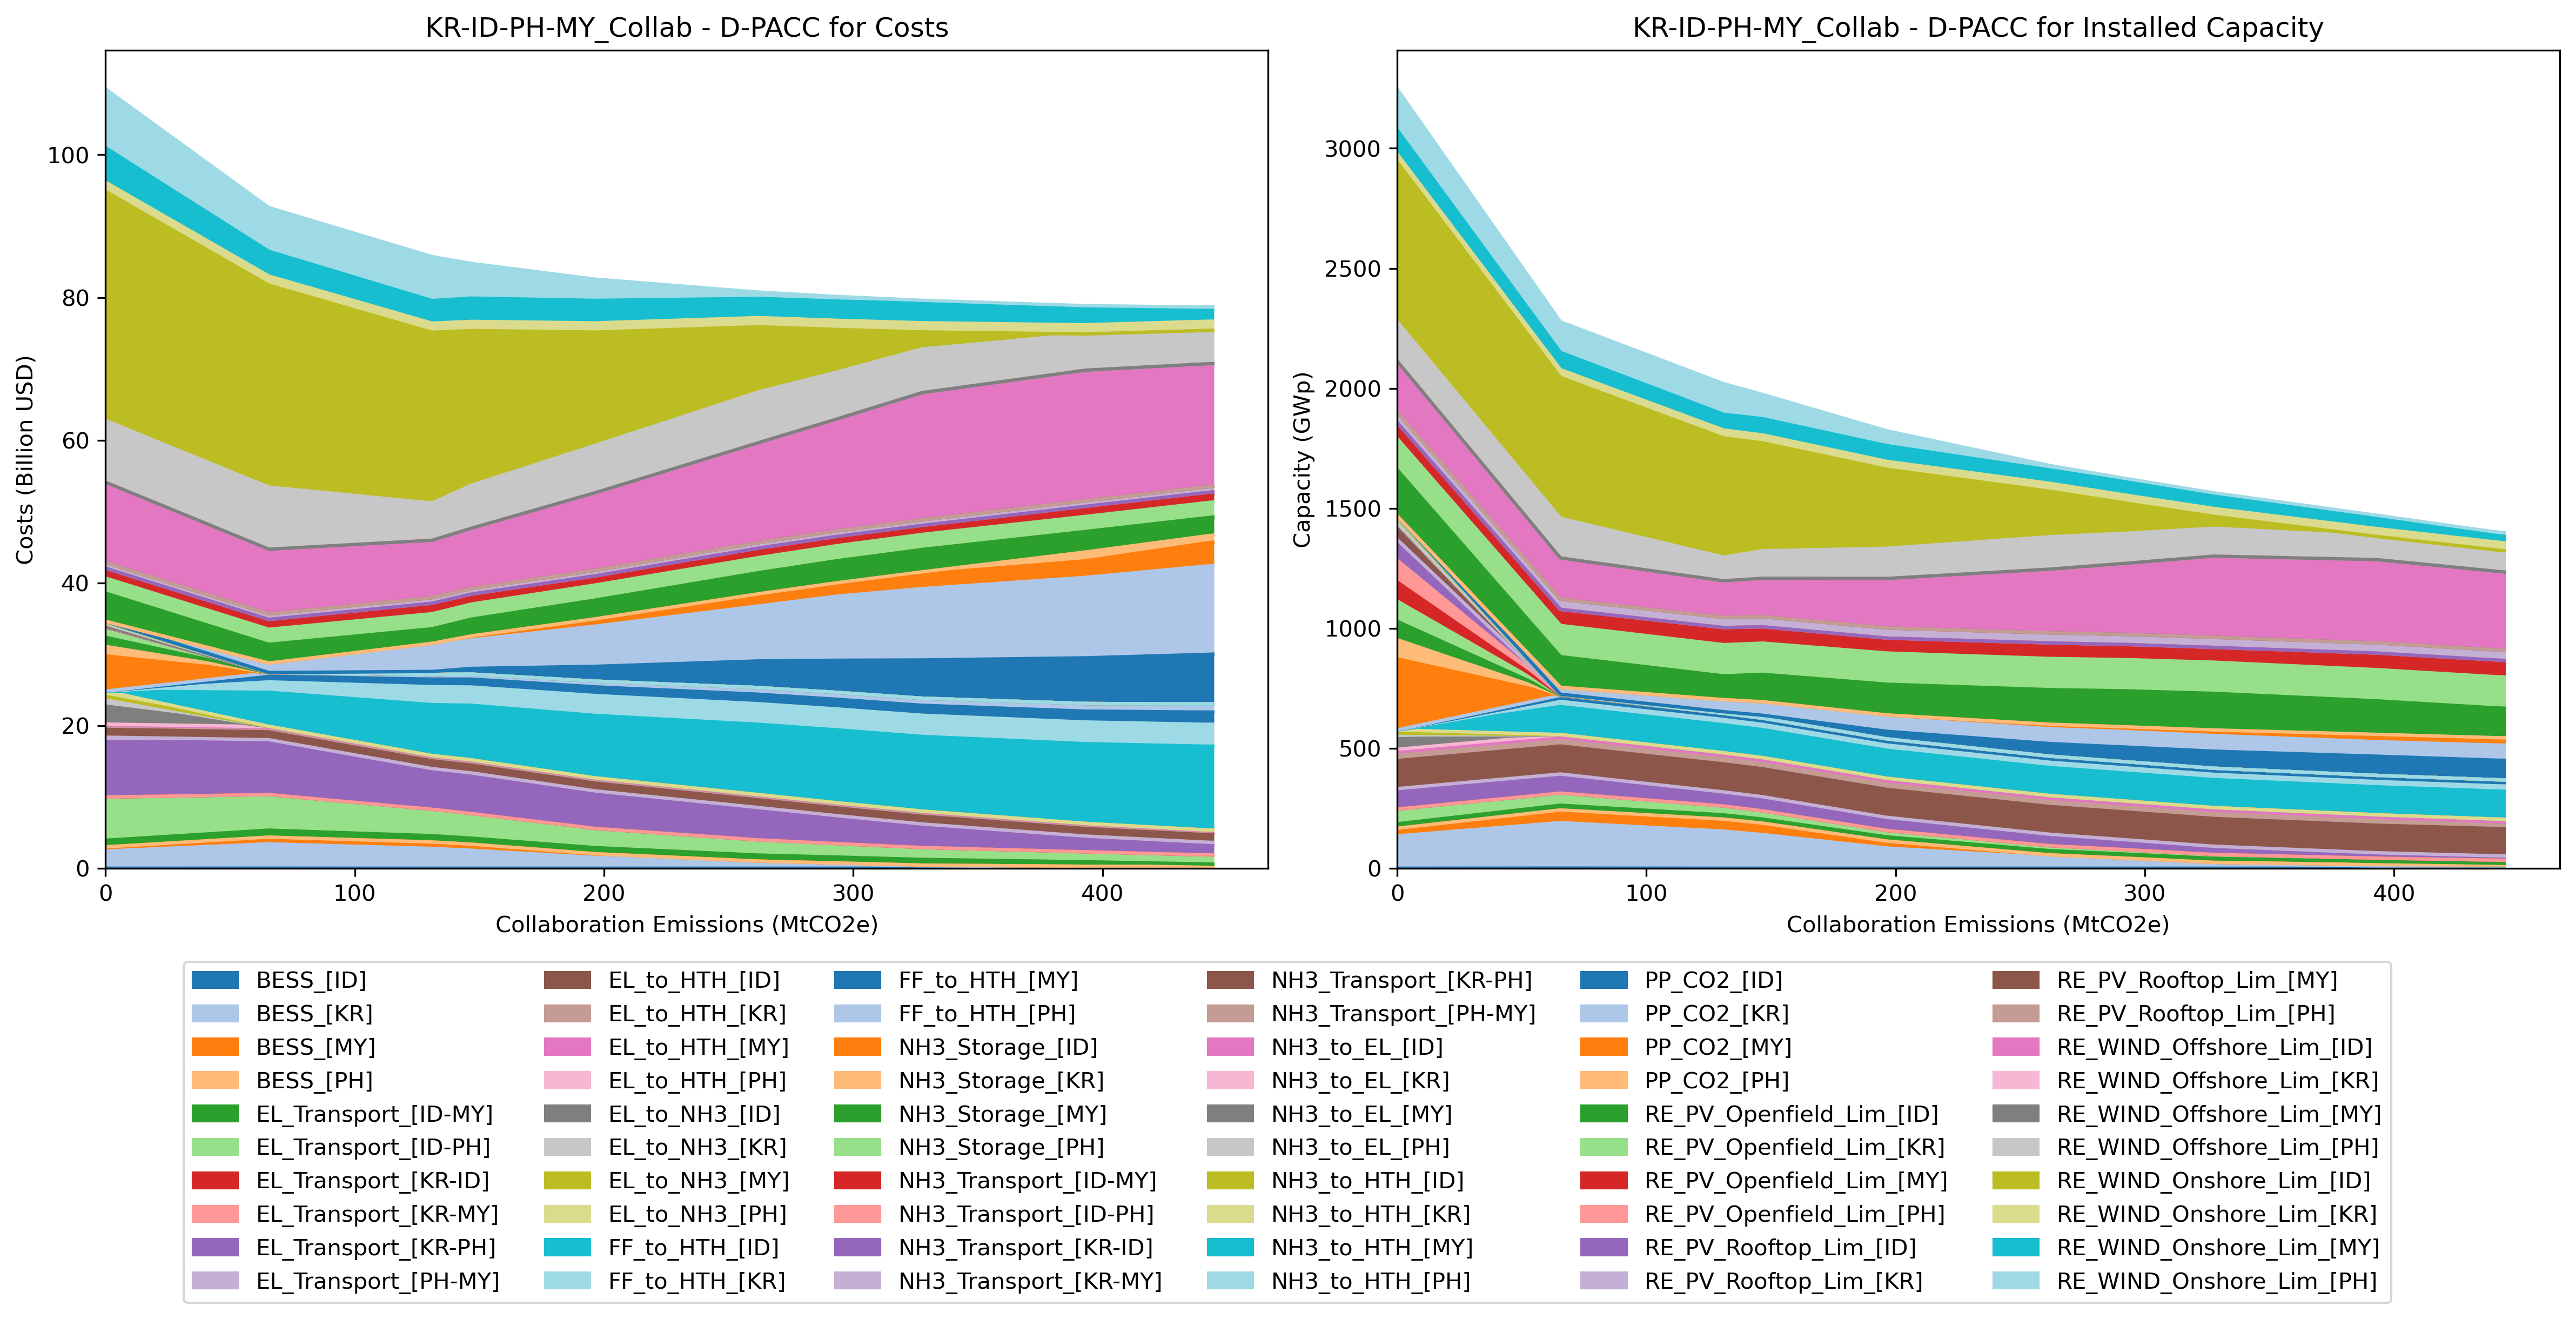 KR-ID-PH-MY_Collab - D-PACC for Costs
Costs (Billion USD)
100
80
60
40
20
0
0 100 200 300 400
Collaboration Emissions (MtCO2e)
KR-ID-PH-MY_Collab - D-PACC for Installed Capacity
Capacity (GWp)
3000
2500
2000
1500
1000
500
0
0 100 200 300 400
Collaboration Emissions (MtCO2e)
BESS_[ID]
BESS_[KR]
BESS_[MY]
BESS_[PH]
EL_Transport_[ID-MY]
EL_Transport_[ID-PH]
EL_Transport_[KR-ID]
EL_Transport_[KR-MY]
EL_Transport_[KR-PH]
EL_Transport_[PH-MY]
EL_to_HTH_[ID]
EL_to_HTH_[KR]
EL_to_HTH_[MY]
EL_to_HTH_[PH]
EL_to_NH3_[ID]
EL_to_NH3_[KR]
EL_to_NH3_[MY]
EL_to_NH3_[PH]
FF_to_HTH_[ID]
FF_to_HTH_[KR]
FF_to_HTH_[MY]
FF_to_HTH_[PH]
NH3_Storage_[ID]
NH3_Storage_[KR]
NH3_Storage_[MY]
NH3_Storage_[PH]
NH3_Transport_[ID-MY]
NH3_Transport_[ID-PH]
NH3_Transport_[KR-ID]
NH3_Transport_[KR-MY]
NH3_Transport_[KR-PH]
NH3_Transport_[PH-MY]
NH3_to_EL_[ID]
NH3_to_EL_[KR]
NH3_to_EL_[MY]
NH3_to_EL_[PH]
NH3_to_HTH_[ID]
NH3_to_HTH_[KR]
NH3_to_HTH_[MY]
NH3_to_HTH_[PH]
PP_CO2_[ID]
PP_CO2_[KR]
PP_CO2_[MY]
PP_CO2_[PH]
RE_PV_Openfield_Lim_[ID]
RE_PV_Openfield_Lim_[KR]
RE_PV_Openfield_Lim_[MY]
RE_PV_Openfield_Lim_[PH]
RE_PV_Rooftop_Lim_[ID]
RE_PV_Rooftop_Lim_[KR]
RE_PV_Rooftop_Lim_[MY]
RE_PV_Rooftop_Lim_[PH]
RE_WIND_Offshore_Lim_[ID]
RE_WIND_Offshore_Lim_[KR]
RE_WIND_Offshore_Lim_[MY]
RE_WIND_Offshore_Lim_[PH]
RE_WIND_Onshore_Lim_[ID]
RE_WIND_Onshore_Lim_[KR]
RE_WIND_Onshore_Lim_[MY]
RE_WIND_Onshore_Lim_[PH]